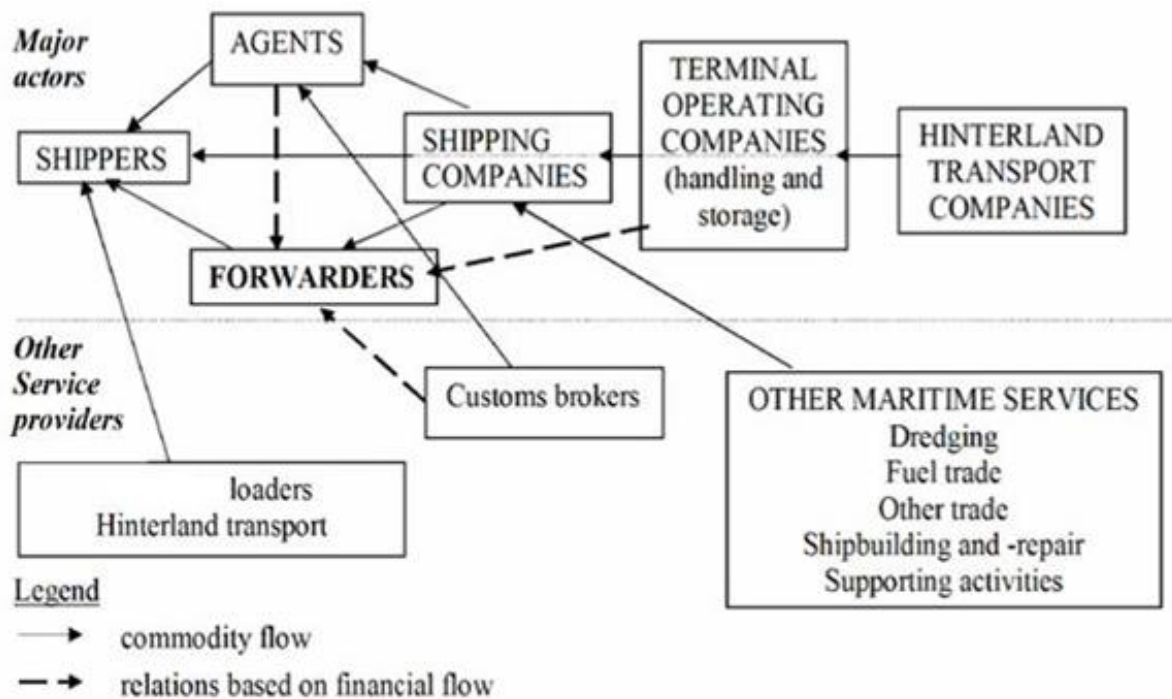 Major
actors
AGENTS
SHIPPERS
SHIPPING
COMPANIES
TERMINAL
OPERATING
COMPANIES
(handling and
storage)
HINTERLAND
TRANSPORT
COMPANIES
FORWARDERS
Other
Service
providers
Customs brokers
loaders
Hinterland transport
OTHER MARITIME SERVICES
Dredging
Fuel trade
Other trade
Shipbuilding and -repair
Supporting activities
Legend
commodity flow
relations based on financial flow